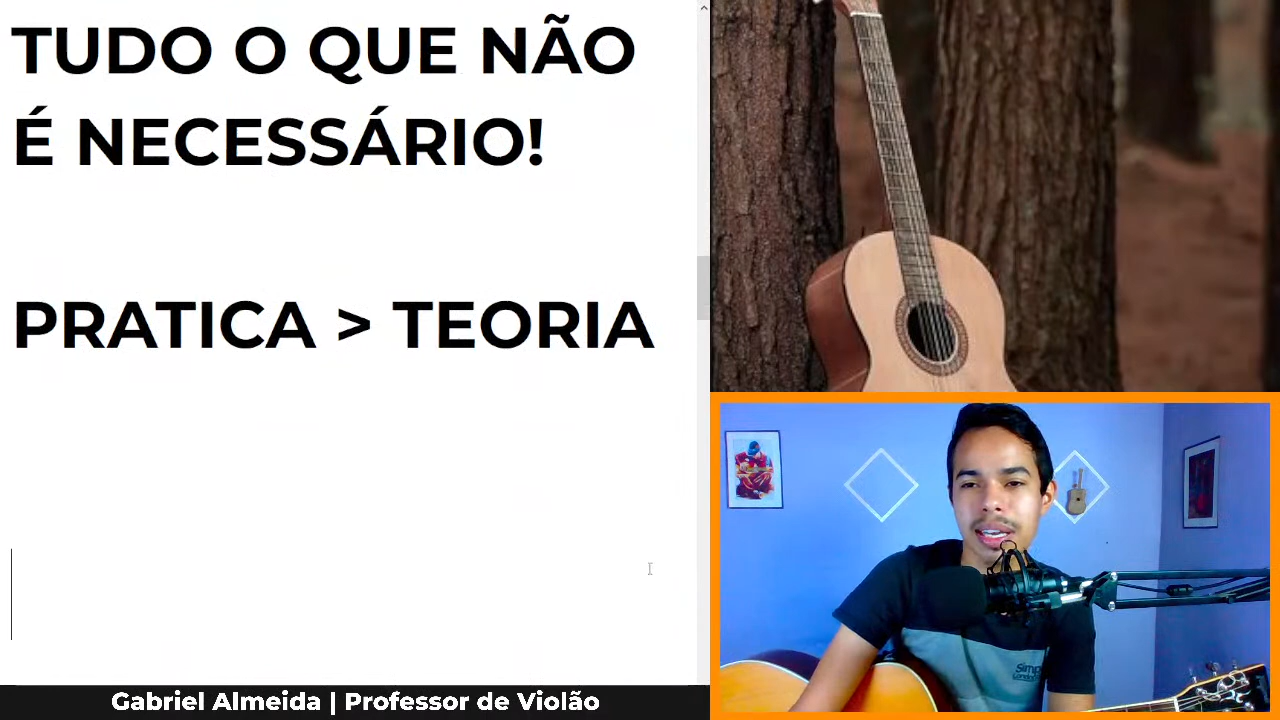 TUDO O QUE NÃO
É NECESSÁRIO!
PRATICA > TEORIA
Gabriel Almeida | Professor de Violão